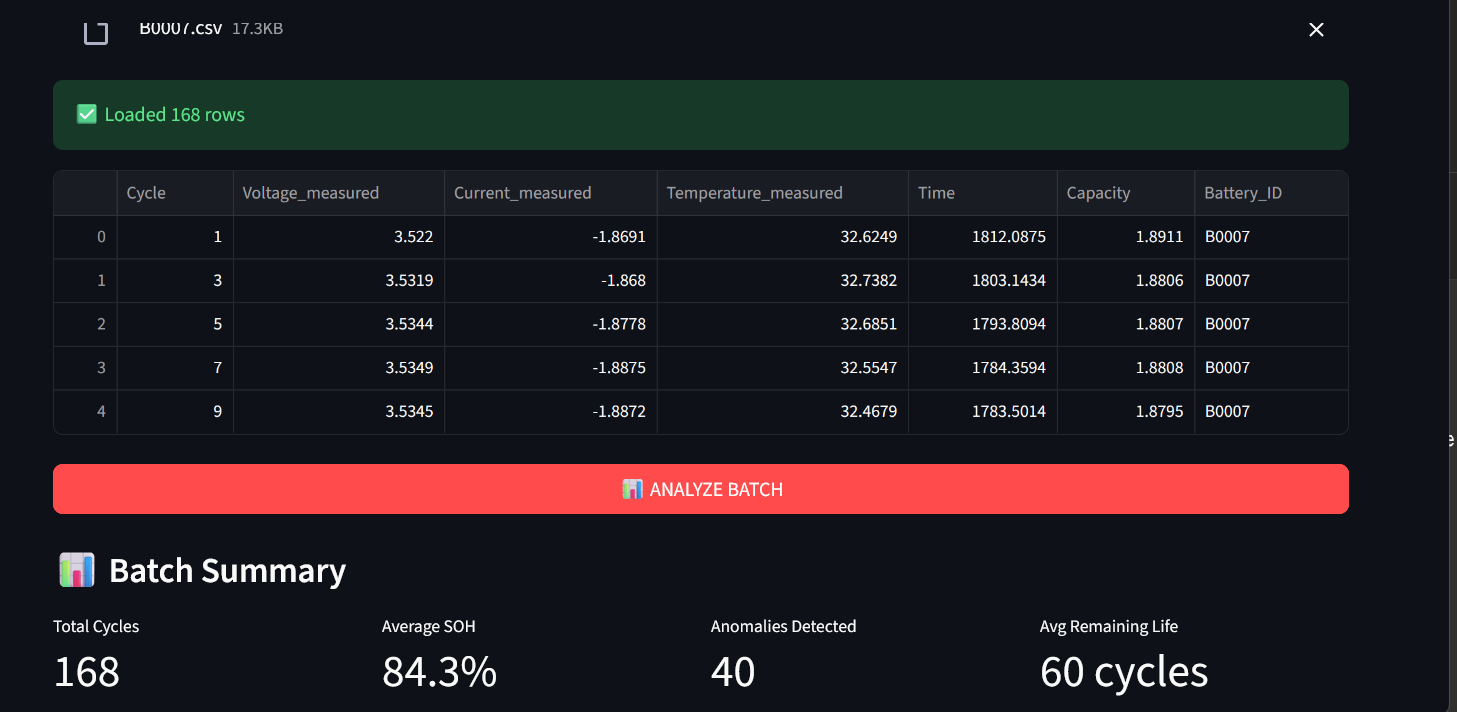 B0007.csv 17.3KB
Loaded 168 rows
Cycle Voltage_measured Current_measured Temperature_measured Time Capacity Battery_ID
0 1 3.522 -1.8691 32.6249 1812.0875 1.8911 B0007
1 3 3.5319 -1.868 32.7382 1803.1434 1.8806 B0007
2 5 3.5344 -1.8778 32.6851 1793.8094 1.8807 B0007
3 7 3.5349 -1.8875 32.5547 1784.3594 1.8808 B0007
4 9 3.5345 -1.8872 32.4679 1783.5014 1.8795 B0007
ANALYZE BATCH
Batch Summary
Total Cycles Average SOH Anomalies Detected Avg Remaining Life
168 84.3% 40 60 cycles